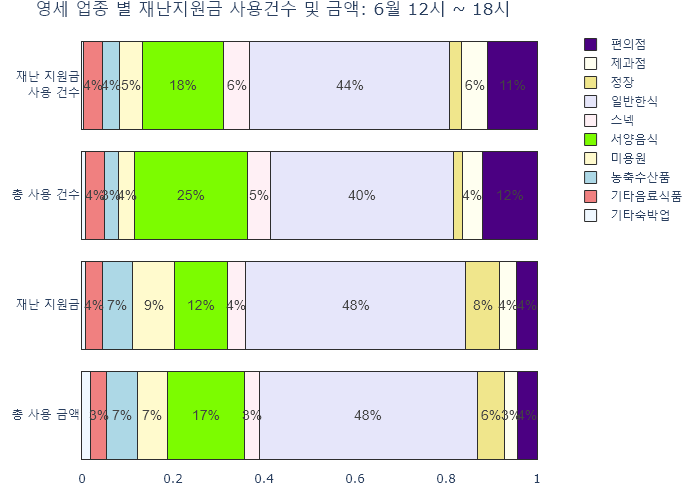 영세 업종 별 재난지원금 사용건수 및 금액: 6월 12시 ~ 18시
재난 지원금
사용 건수
4%
4%
5%
18%
6%
44%
6%
11%
총 사용 건수
4%
3%
4%
25%
5%
40%
4%
12%
재난 지원금
4%
7%
9%
12%
4%
48%
8%
4%
4%
총 사용 금액
3%
7%
7%
17%
3%
48%
6%
3%
4%
0
0.2
0.4
0.6
0.8
1
편의점
제과점
정장
일반한식
스넥
서양음식
미용원
농축수산품
기타음료식품
기타숙박업